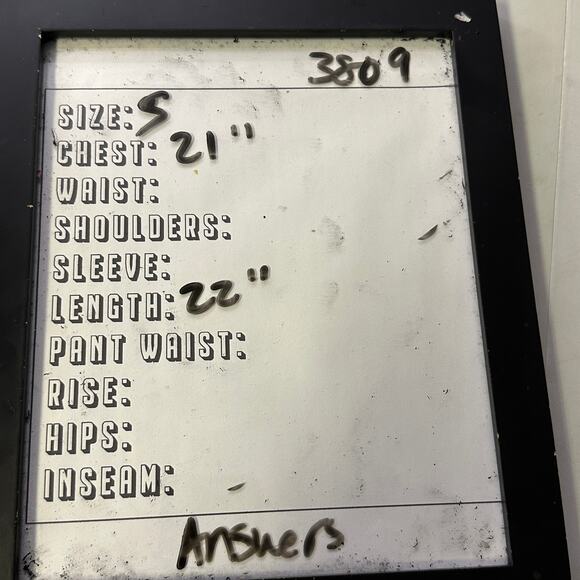 3809
SIZE: S
CHEST: 21"
WAIST:
SHOULDERS:
SLEEVE:
LENGTH: 22"
PANT WAIST:
RISE:
HIPS:
INSEAM:
Answers